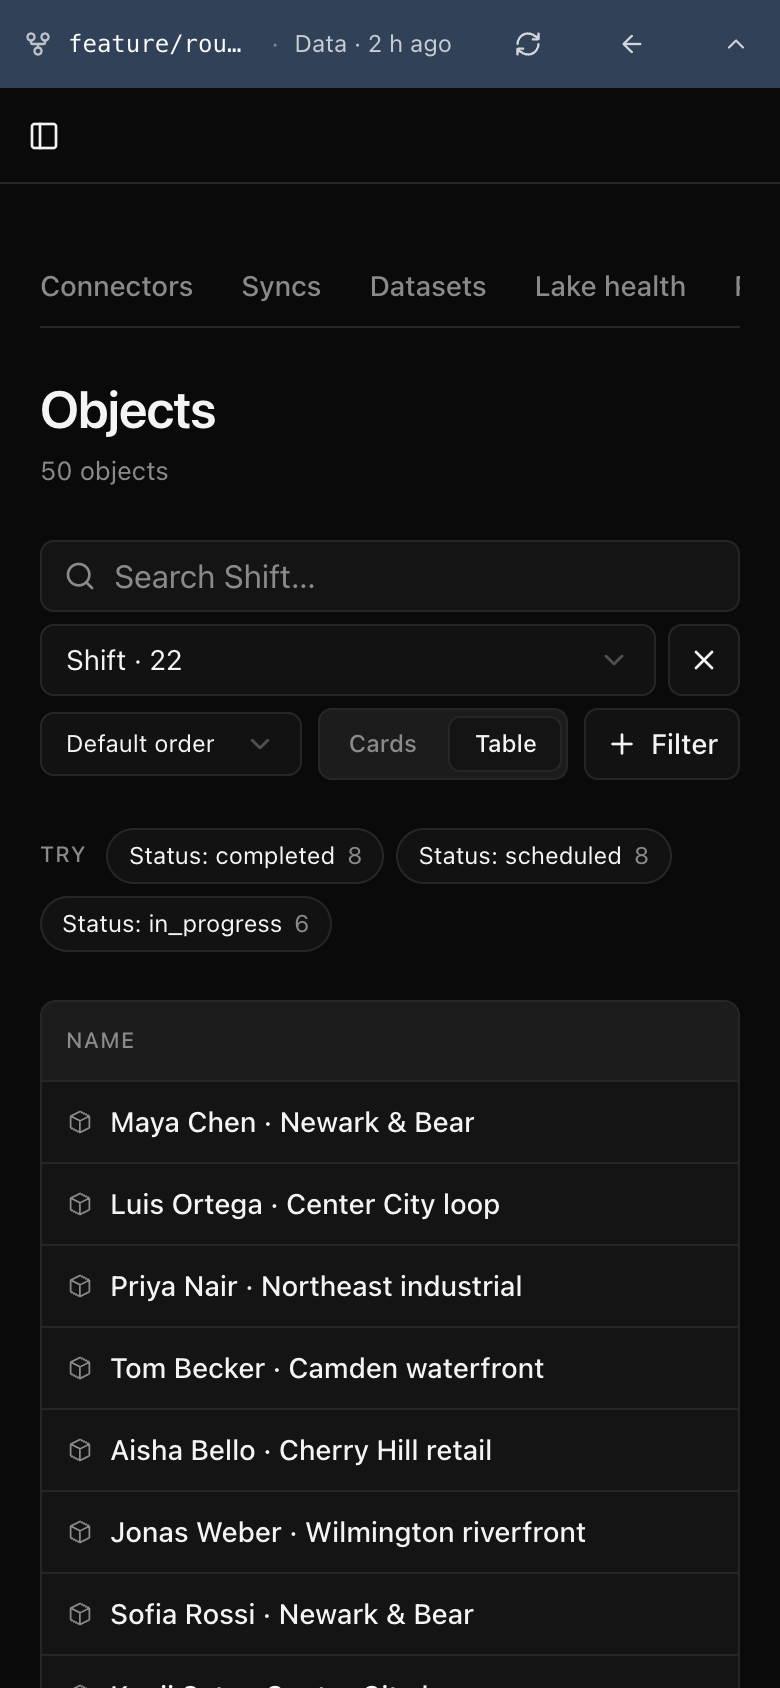 feature/rou… · Data · 2 h ago
Connectors Syncs Datasets Lake health
Objects
50 objects
Search Shift...
Shift · 22
Default order Cards Table + Filter
TRY Status: completed 8 Status: scheduled 8
Status: in_progress 6
NAME
Maya Chen · Newark & Bear
Luis Ortega · Center City loop
Priya Nair · Northeast industrial
Tom Becker · Camden waterfront
Aisha Bello · Cherry Hill retail
Jonas Weber · Wilmington riverfront
Sofia Rossi · Newark & Bear